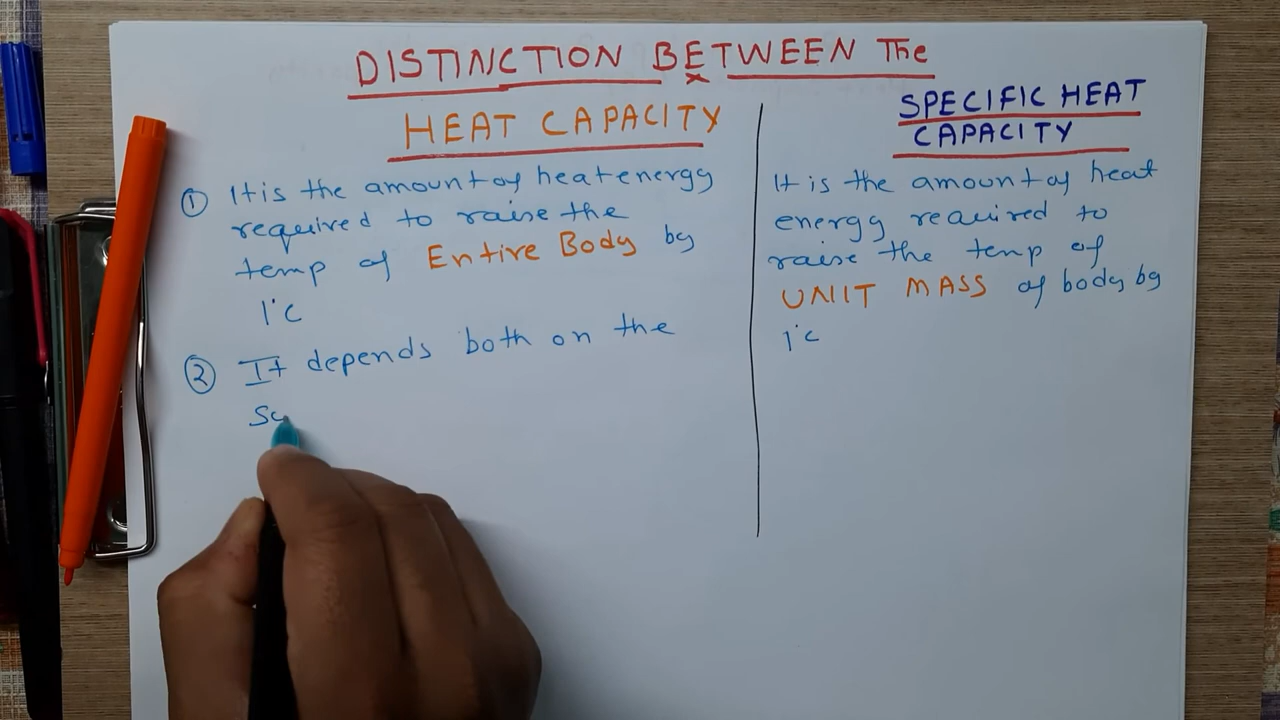 DISTINCTION BETWEEN The
HEAT CAPACITY
① It is the amount of heat energy
required to raise the
temp of Entire Body by
1°C
② It depends both on the
Su
SPECIFIC HEAT
CAPACITY
It is the amount of heat
energy required to
raise the temp of
UNIT MASS of body by
1°C